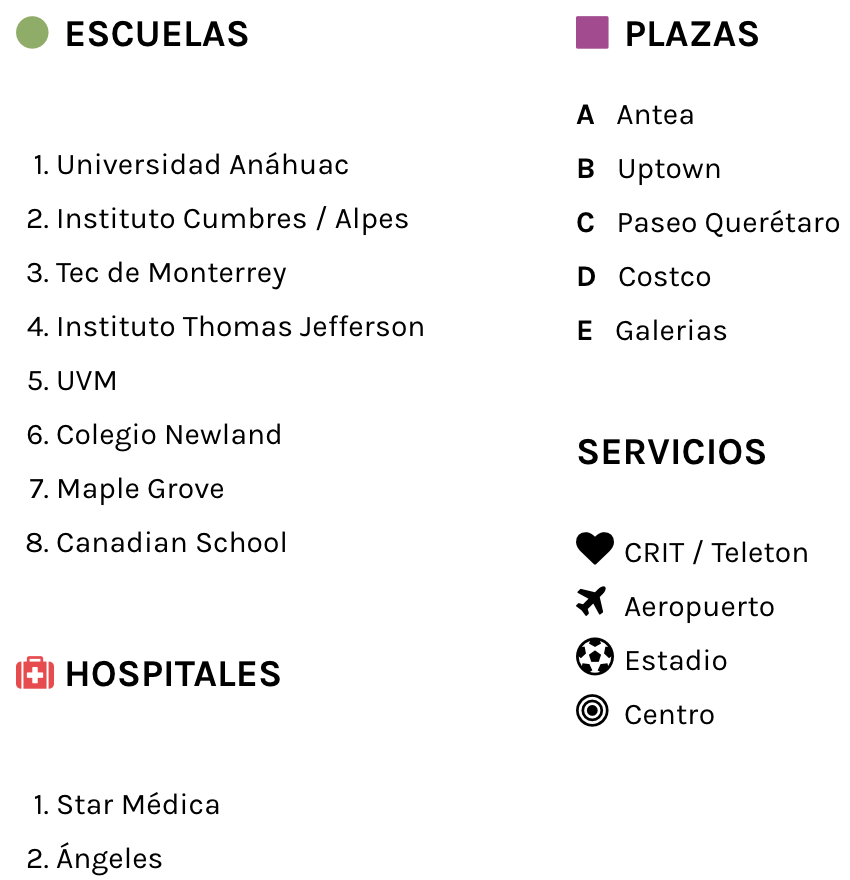 ESCUELAS
1. Universidad Anáhuac
2. Instituto Cumbres / Alpes
3. Tec de Monterrey
4. Instituto Thomas Jefferson
5. UVM
6. Colegio Newland
7. Maple Grove
8. Canadian School
HOSPITALES
1. Star Médica
2. Ángeles
PLAZAS
A Antea
B Uptown
C Paseo Querétaro
D Costco
E Galerias
SERVICIOS
CRIT / Teleton
Aeropuerto
Estadio
Centro